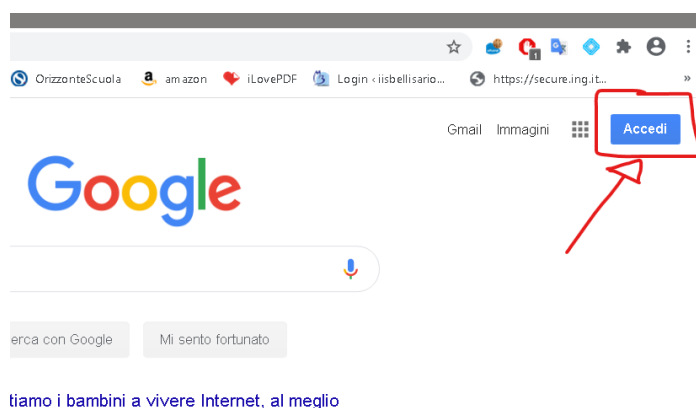 1
OrizzonteScuola amazon iLovePDF Login ‹ iisbellisario... https://secure.ing.it... »
Gmail Immagini Accedi
Google
erca con Google Mi sento fortunato
tiamo i bambini a vivere Internet, al meglio